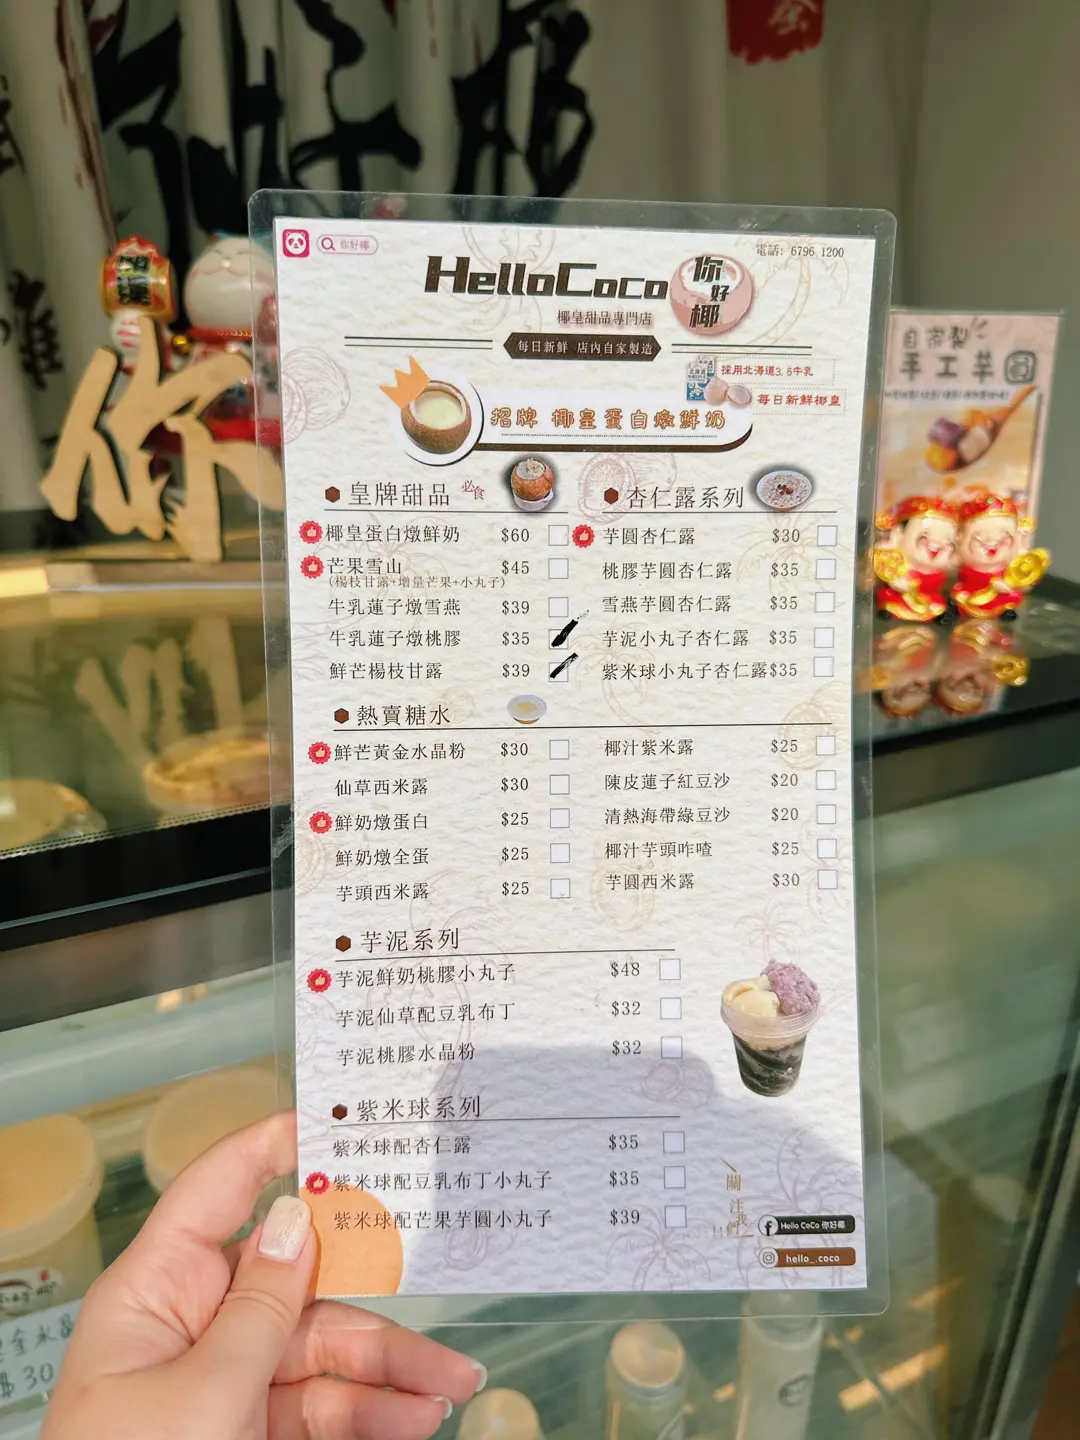 你好椰
電話: 6796 1200
HelloCoco
你好椰
椰皇甜品專門店
每日新鮮 店內自家製造
採用北海道3.6牛乳
每日新鮮椰皇
招牌 椰皇蛋白燉鮮奶
皇牌甜品 必食
椰皇蛋白燉鮮奶 $60
芒果雪山 $45
(楊枝甘露+增量芒果+小丸子)
牛乳蓮子燉雪燕 $39
牛乳蓮子燉桃膠 $35
鮮芒楊枝甘露 $39
杏仁露系列
芋圓杏仁露 $30
桃膠芋圓杏仁露 $35
雪燕芋圓杏仁露 $35
芋泥小丸子杏仁露 $35
紫米球小丸子杏仁露 $35
熱賣糖水
鮮芒黃金水晶粉 $30
仙草西米露 $30
鮮奶燉蛋白 $25
鮮奶燉全蛋 $25
芋頭西米露 $25
椰汁紫米露 $25
陳皮蓮子紅豆沙 $20
清熱海帶綠豆沙 $20
椰汁芋頭咋喳 $25
芋圓西米露 $30
芋泥系列
芋泥鮮奶桃膠小丸子 $48
芋泥仙草配豆乳布丁 $32
芋泥桃膠水晶粉 $32
紫米球系列
紫米球配杏仁露 $35
紫米球配豆乳布丁小丸子 $35
紫米球配芒果芋圓小丸子 $39
關注我們
Hello CoCo 你好椰
hello_.coco
你
自家製
手工芋圓
$30